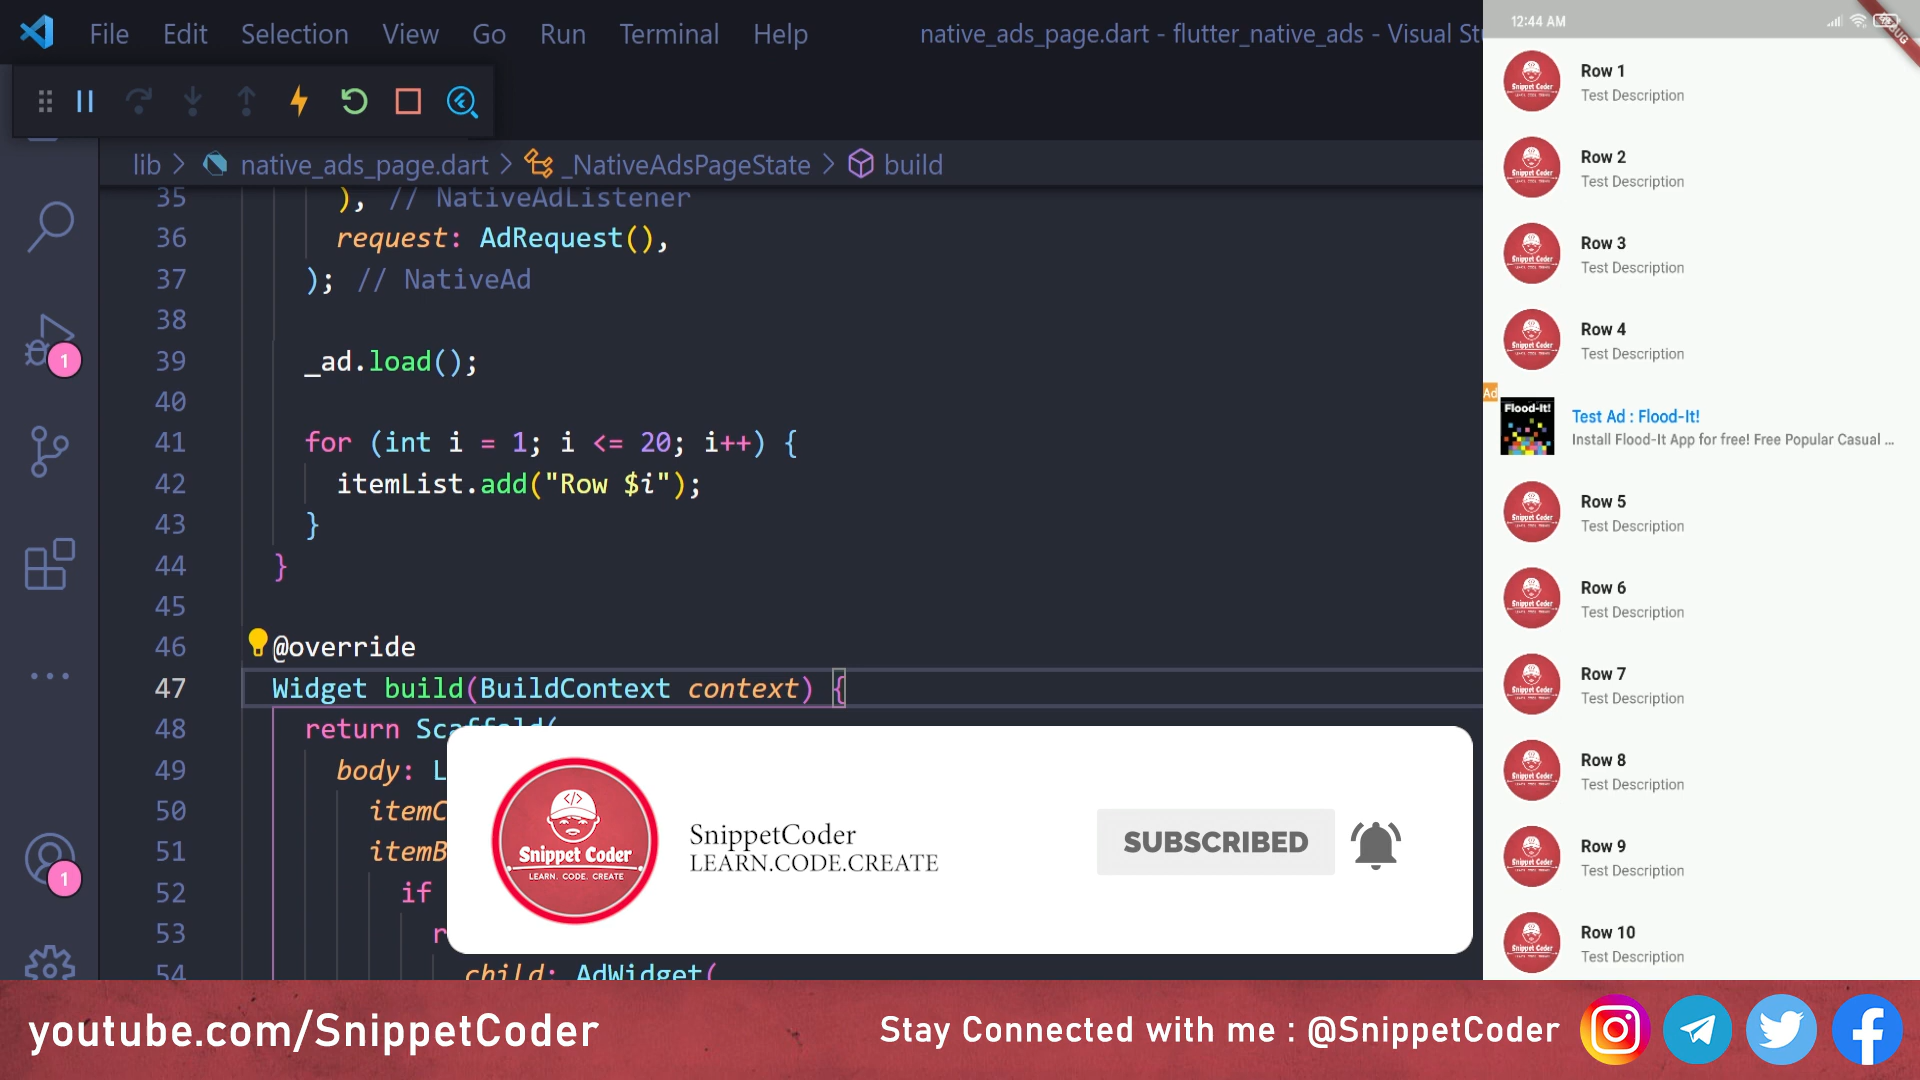 File Edit Selection View Go Run Terminal Help native_ads_page.dart - flutter_native_ads - Visual
lib > native_ads_page.dart > _NativeAdsPageState > build
35 ), // NativeAdListener
36 request: AdRequest(),
37 ); // NativeAd
38
39 _ad.load();
40
41 for (int i = 1; i <= 20; i++) {
42 itemList.add("Row $i");
43 }
44 }
45
46 @override
47 Widget build(BuildContext context) {
48 return Scaffold(
49 body: L
50 itemC
51 itemB
52 if
53 r
54 child: AdWidget(
1
1
Snippet Coder
LEARN. CODE. CREATE
SnippetCoder
LEARN.CODE.CREATE
SUBSCRIBED
12:44 AM
Row 1
Test Description
Row 2
Test Description
Row 3
Test Description
Row 4
Test Description
Ad
Flood-It!
Test Ad : Flood-It!
Install Flood-It App for free! Free Popular Casual ...
Row 5
Test Description
Row 6
Test Description
Row 7
Test Description
Row 8
Test Description
Row 9
Test Description
Row 10
Test Description
youtube.com/SnippetCoder
Stay Connected with me : @SnippetCoder